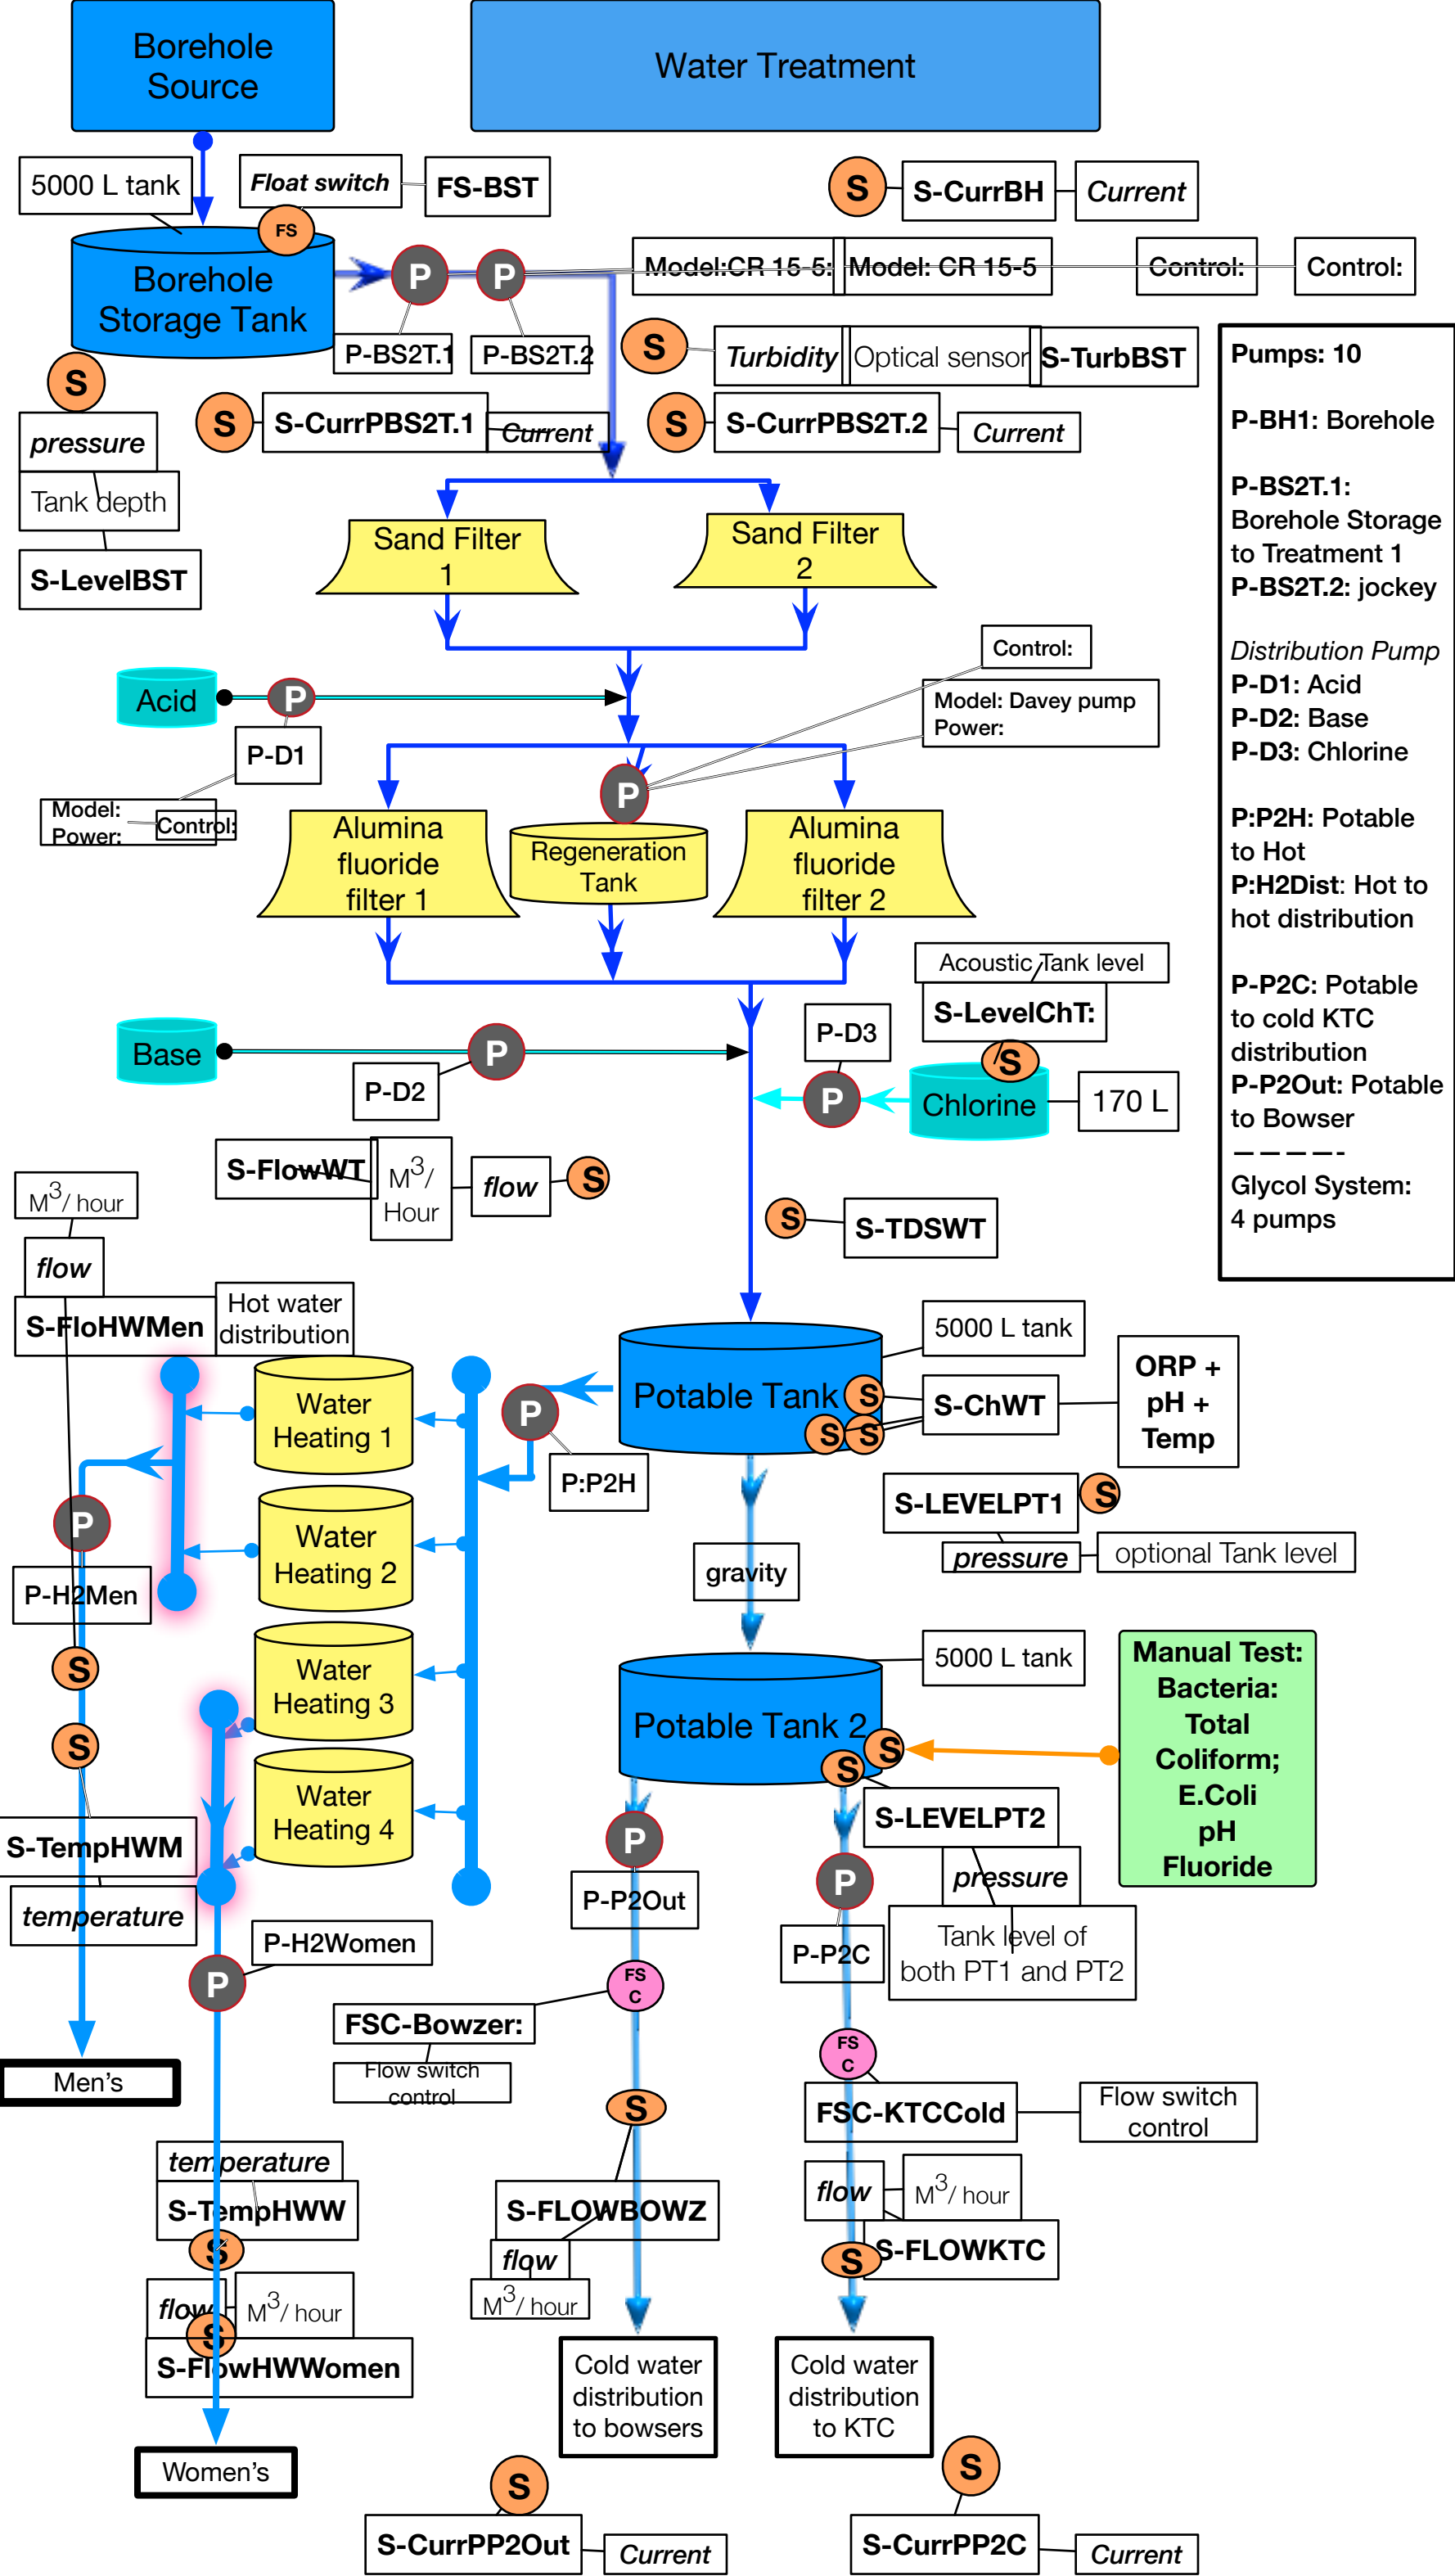 Borehole
Source
Water Treatment
5000 L tank
Float switch
FS-BST
S
S-CurrBH
Current
FS
Borehole
Storage Tank
P
P
Model:CR 15-5:
Model: CR 15-5
Control:
Control:
P-BS2T.1
P-BS2T.2
S
Turbidity
Optical sensor
S-TurbBST
S
pressure
Tank depth
S-LevelBST
S
S-CurrPBS2T.1
Current
S
S-CurrPBS2T.2
Current
Pumps: 10
P-BH1: Borehole
P-BS2T.1:
Borehole Storage
to Treatment 1
P-BS2T.2: jockey
Distribution Pump
P-D1: Acid
P-D2: Base
P-D3: Chlorine
P:P2H: Potable
to Hot
P:H2Dist: Hot to
hot distribution
P-P2C: Potable
to cold KTC
distribution
P-P2Out: Potable
to Bowser
— — — —-
Glycol System:
4 pumps
Sand Filter
1
Sand Filter
2
Control:
Acid
P
P-D1
Model: Davey pump
Power:
Model:
Power:
Control:
P
Alumina
fluoride
filter 1
Regeneration
Tank
Alumina
fluoride
filter 2
Acoustic Tank level
S-LevelChT:
S
Base
P
P-D2
P-D3
P
Chlorine
170 L
S-FlowWT
M3/
Hour
flow
S
S
S-TDSWT
M3/ hour
flow
S-FloHWMen
Hot water
distribution
Water
Heating 1
P
P:P2H
Potable Tank
S
S
S
5000 L tank
S-ChWT
ORP +
pH +
Temp
S-LEVELPT1
S
pressure
optional Tank level
P
P-H2Men
Water
Heating 2
gravity
S
Water
Heating 3
Potable Tank 2
S
S
5000 L tank
Manual Test:
Bacteria:
Total
Coliform;
E.Coli
pH
Fluoride
S
S-TempHWM
temperature
Water
Heating 4
P
P-P2Out
P
P-P2C
S-LEVELPT2
pressure
Tank level of
both PT1 and PT2
P-H2Women
P
FS
C
FSC-Bowzer:
Flow switch
control
FS
C
FSC-KTCCold
Flow switch
control
Men's
temperature
S-TempHWW
S
flow
M3/ hour
S
S-FlowHWWomen
S
S-FLOWBOWZ
flow
M3/ hour
flow
M3/ hour
S
S-FLOWKTC
Cold water
distribution
to bowsers
Cold water
distribution
to KTC
Women's
S
S-CurrPP2Out
Current
S
S-CurrPP2C
Current